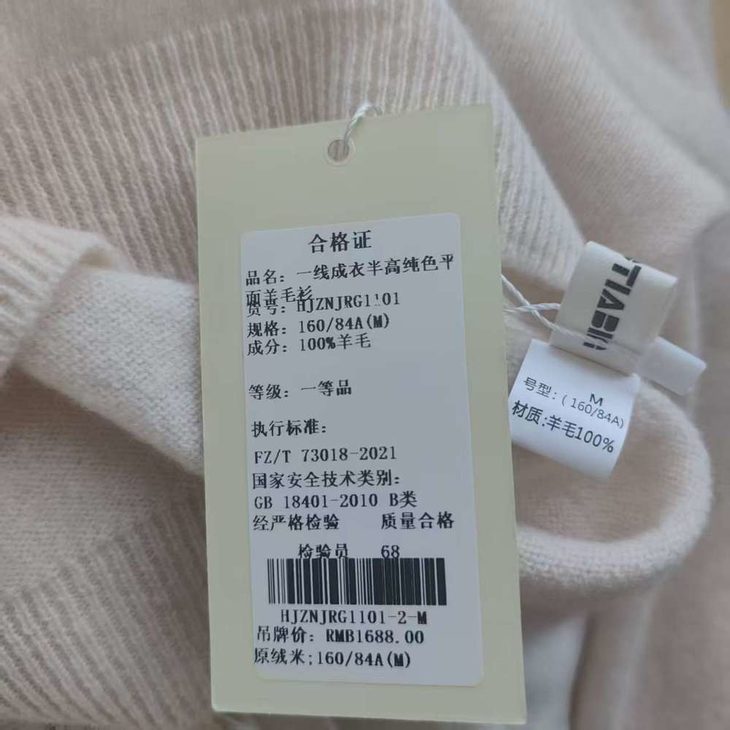 合格证
品名：一线成衣半高纯色平
面羊毛衫
货号：HJZNJRG1101
规格：160/84A(M)
成分：100%羊毛
等级：一等品
执行标准：
FZ/T 73018-2021
国家安全技术类别：
GB 18401-2010 B类
经严格检验 质量合格
检验员 68
HJZNJRG1101-2-M
吊牌价：RMB1688.00
原绒米;160/84A(M)
M
号型:(160/84A)
材质:羊毛100%